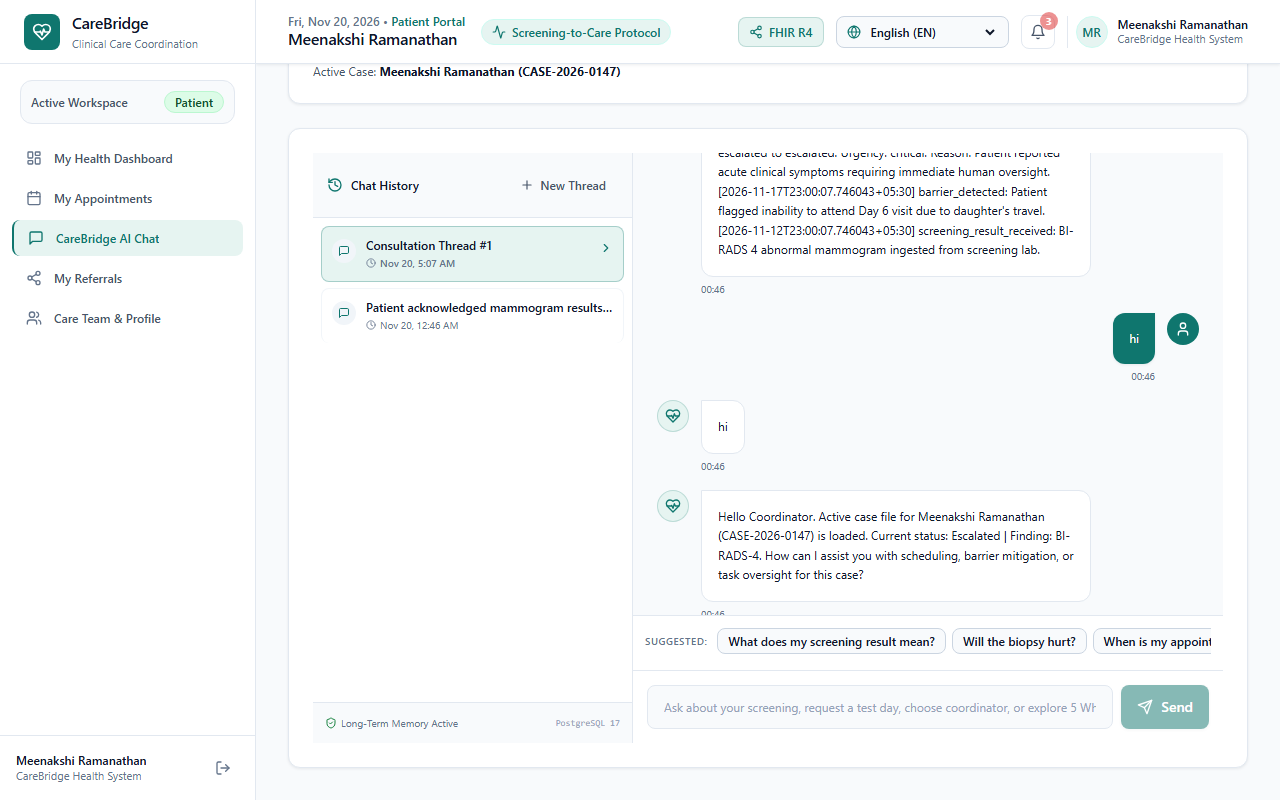 CareBridge
Clinical Care Coordination
Fri, Nov 20, 2026 • Patient Portal
Meenakshi Ramanathan
Screening-to-Care Protocol
FHIR R4
English (EN)
3
MR
Meenakshi Ramanathan
CareBridge Health System
Active Workspace
Patient
My Health Dashboard
My Appointments
CareBridge AI Chat
My Referrals
Care Team & Profile
Meenakshi Ramanathan
CareBridge Health System
Active Case: Meenakshi Ramanathan (CASE-2026-0147)
Chat History
New Thread
Consultation Thread #1
Nov 20, 5:07 AM
Patient acknowledged mammogram results...
Nov 20, 12:46 AM
Long-Term Memory Active
PostgreSQL 17
escalated to escalated. Urgency: critical. Reason: Patient reported
acute clinical symptoms requiring immediate human oversight.
[2026-11-17T23:00:07.746043+05:30] barrier_detected: Patient
flagged inability to attend Day 6 visit due to daughter's travel.
[2026-11-12T23:00:07.746043+05:30] screening_result_received: BI-
RADS 4 abnormal mammogram ingested from screening lab.
00:46
hi
00:46
hi
00:46
Hello Coordinator. Active case file for Meenakshi Ramanathan
(CASE-2026-0147) is loaded. Current status: Escalated | Finding: BI-
RADS-4. How can I assist you with scheduling, barrier mitigation, or
task oversight for this case?
00:46
SUGGESTED:
What does my screening result mean?
Will the biopsy hurt?
When is my appoint
Ask about your screening, request a test day, choose coordinator, or explore 5 Wh
Send